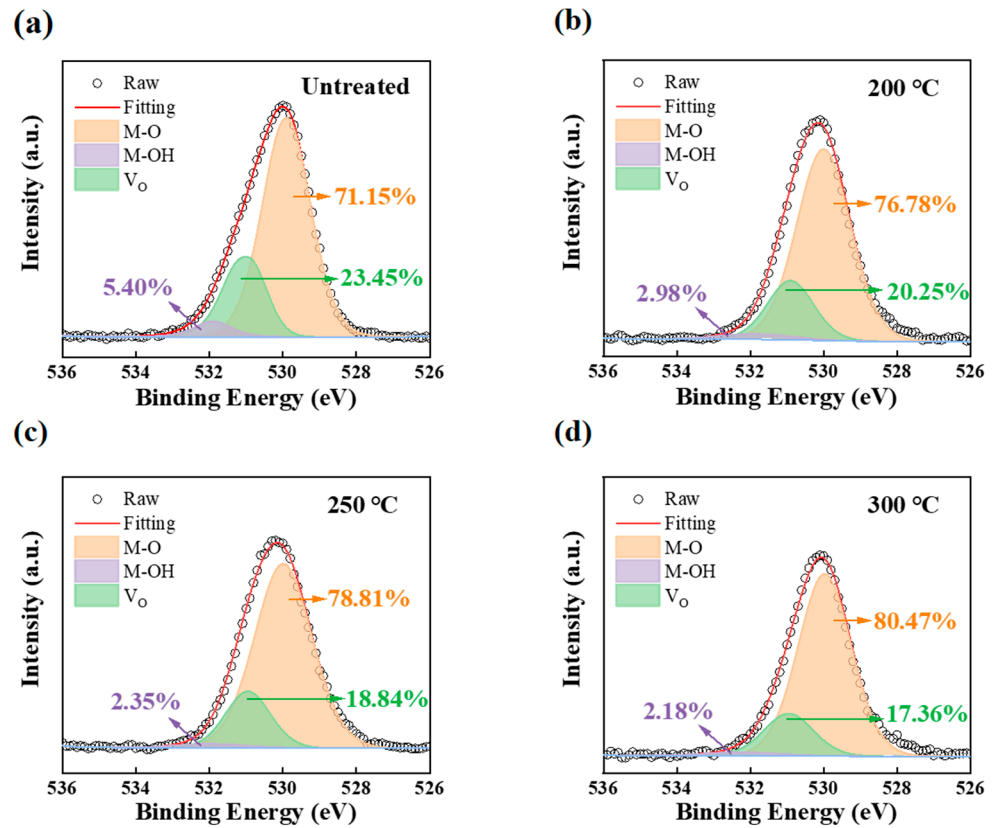 (a)
Untreated
Raw
Fitting
M-O
M-OH
V_O
71.15%
23.45%
5.40%
Intensity (a.u.)
536 534 532 530 528 526
Binding Energy (eV)
(b)
200 °C
Raw
Fitting
M-O
M-OH
V_O
76.78%
20.25%
2.98%
Intensity (a.u.)
536 534 532 530 528 526
Binding Energy (eV)
(c)
250 °C
Raw
Fitting
M-O
M-OH
V_O
78.81%
18.84%
2.35%
Intensity (a.u.)
536 534 532 530 528 526
Binding Energy (eV)
(d)
300 °C
Raw
Fitting
M-O
M-OH
V_O
80.47%
17.36%
2.18%
Intensity (a.u.)
536 534 532 530 528 526
Binding Energy (eV)